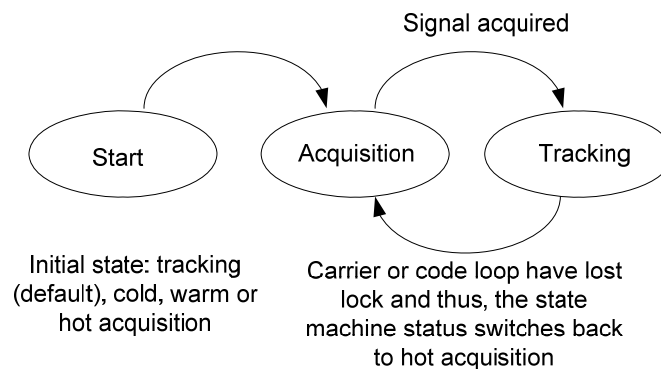 Signal acquired
Start
Acquisition
Tracking
Initial state: tracking
(default), cold, warm or
hot acquisition
Carrier or code loop have lost
lock and thus, the state
machine status switches back
to hot acquisition